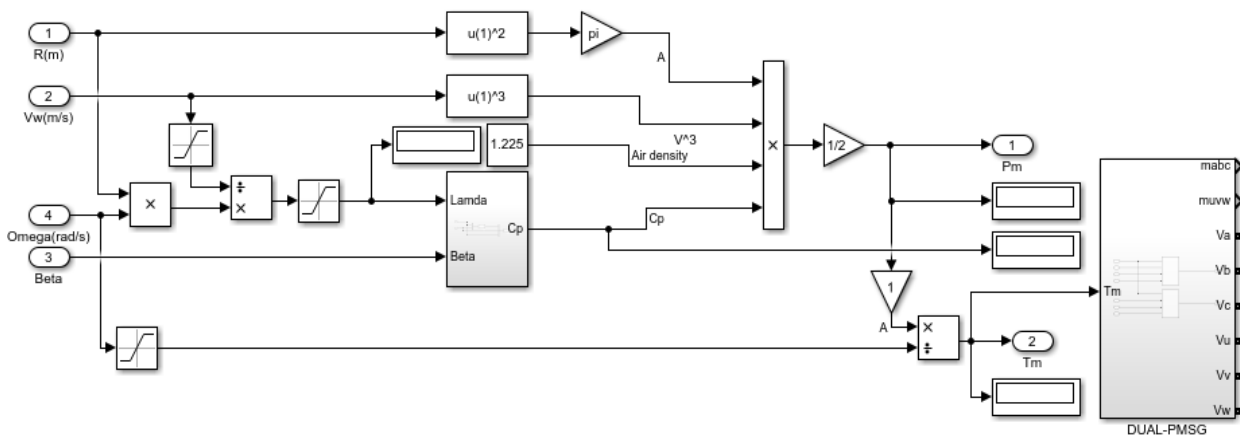 1
R(m)
u(1)^2
pi
A
2
Vw(m/s)
u(1)^3
V^3
1.225
Air density
×
1/2
1
Pm
÷
×
×
4
Omega(rad/s)
3
Beta
Lamda
Beta
Cp
Cp
1
A
×
÷
2
Tm
mabc
muvw
Va
Vb
Vc
Vu
Vv
Vw
Tm
DUAL-PMSG